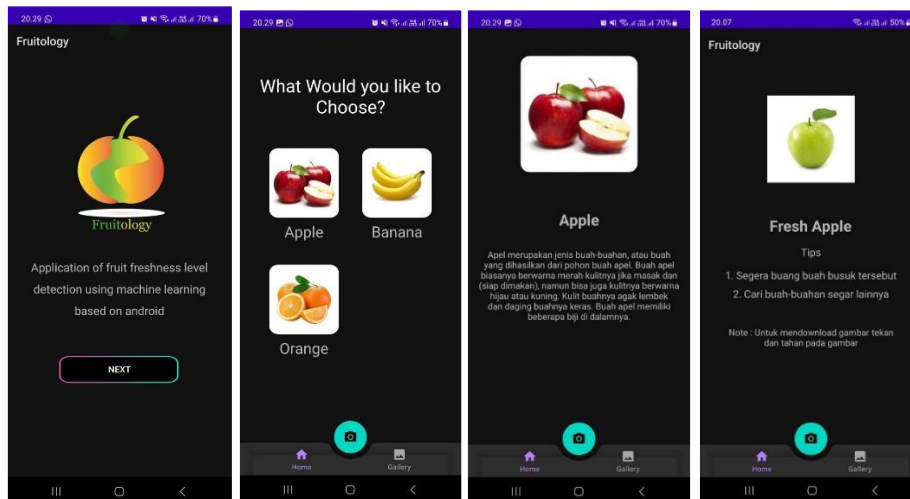 20.29
70%
Fruitology
Fruitology
Application of fruit freshness level
detection using machine learning
based on android
NEXT
20.29
70%
What Would you like to
Choose?
Apple
Banana
Orange
Home
Gallery
20.29
70%
Apple
Apel merupakan jenis buah-buahan, atau buah
yang dihasilkan dari pohon buah apel. Buah apel
biasanya berwarna merah kulitnya jika masak dan
(siap dimakan), namun bisa juga kulitnya berwarna
hijau atau kuning. Kulit buahnya agak lembek
dan daging buahnya keras. Buah apel memiliki
beberapa biji di dalamnya.
Home
Gallery
20.07
50%
Fruitology
Fresh Apple
Tips
1. Segera buang buah busuk tersebut
2. Cari buah-buahan segar lainnya
Note : Untuk mendownload gambar tekan
dan tahan pada gambar
Home
Gallery